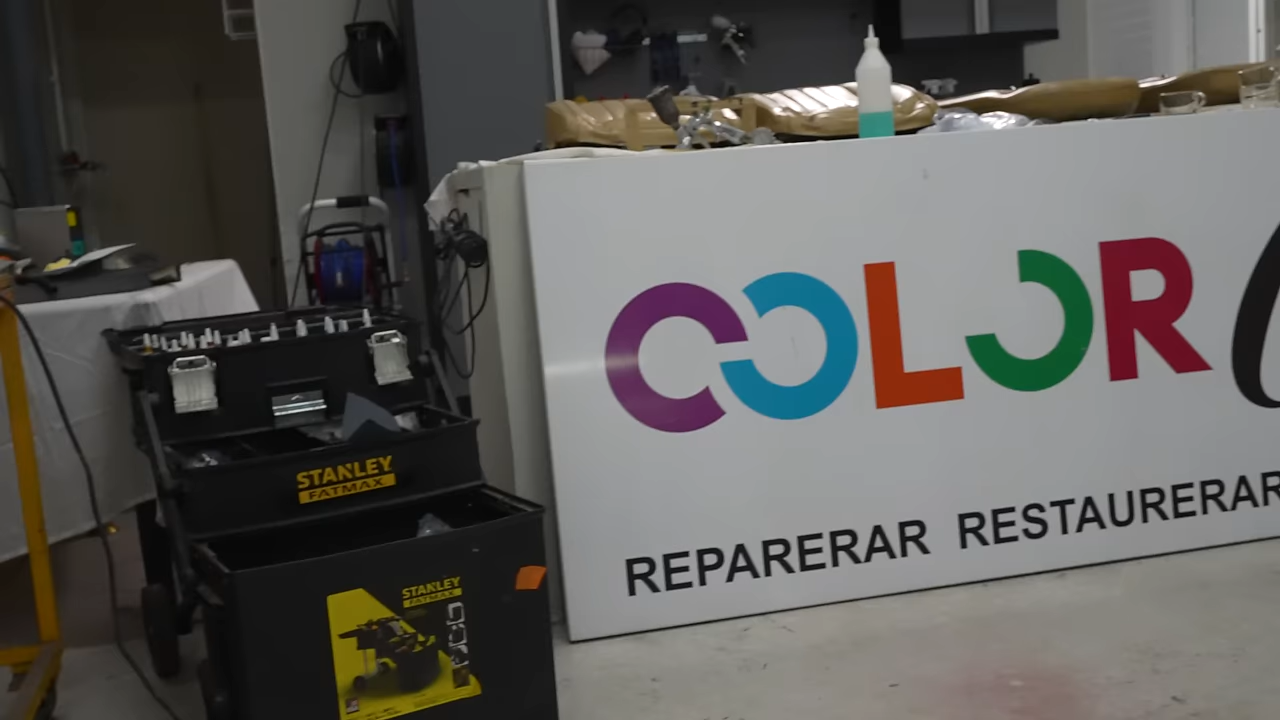 COLOR
REPARERAR RESTAURERAR
STANLEY
FATMAX
STANLEY
FATMAX